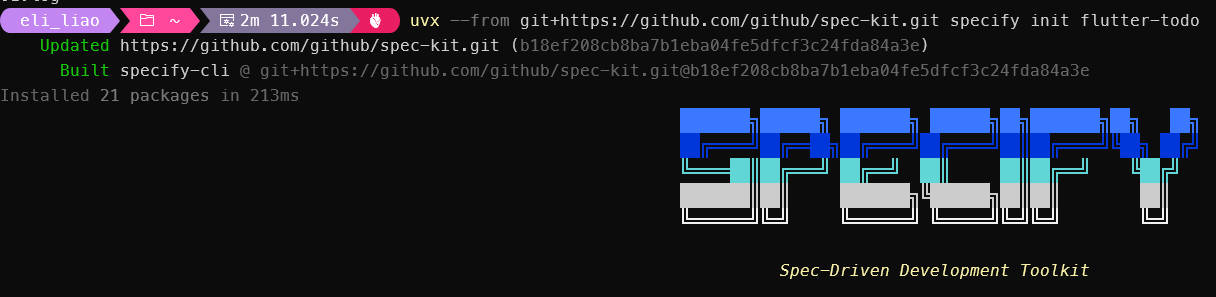 eli_liao ~ 2m 11.024s uvx --from git+https://github.com/github/spec-kit.git specify init flutter-todo
Updated https://github.com/github/spec-kit.git (b18ef208cb8ba7b1eba04fe5dfcf3c24fda84a3e)
Built specify-cli @ git+https://github.com/github/spec-kit.git@b18ef208cb8ba7b1eba04fe5dfcf3c24fda84a3e
Installed 21 packages in 213ms
SPECIFY
Spec-Driven Development Toolkit